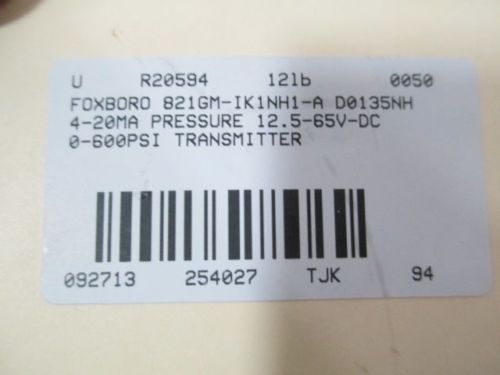 U R20594 12lb 0050
FOXBORO 821GM-IK1NH1-A D0135NH
4-20MA PRESSURE 12.5-65V-DC
0-600PSI TRANSMITTER
092713 254027 TJK 94